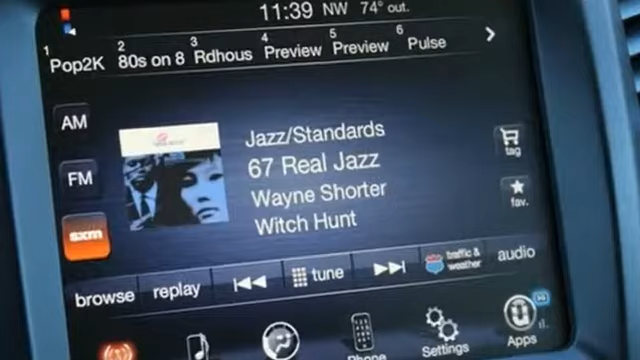 11:39 NW 74° out.
1 Pop2K 2 80s on 8 3 Rdhous 4 Preview 5 Preview 6 Pulse
AM
FM
sxm
Jazz/Standards
67 Real Jazz
Wayne Shorter
Witch Hunt
tag
fav.
browse replay tune traffic & weather audio
Phone Settings Apps